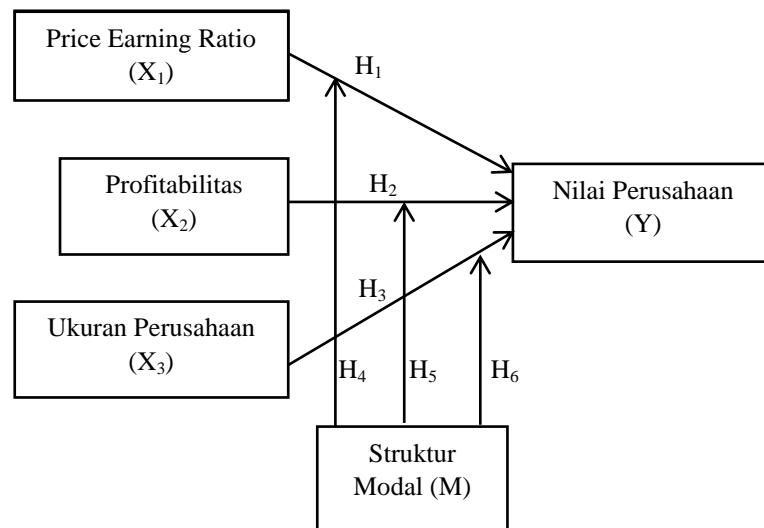 Price Earning Ratio
(X₁)
H₁
Profitabilitas
(X₂)
H₂
Nilai Perusahaan
(Y)
H₃
Ukuran Perusahaan
(X₃)
H₄
H₅
H₆
Struktur
Modal (M)